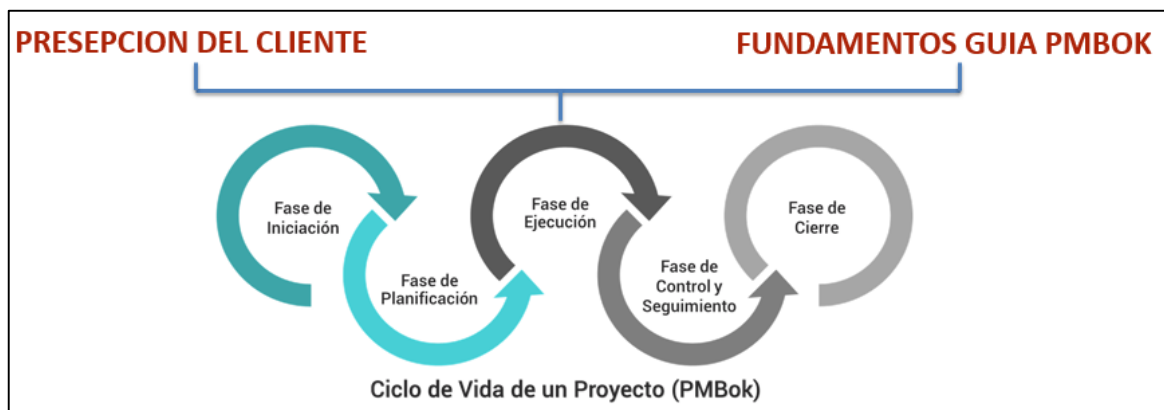 PRESEPCION DEL CLIENTE
FUNDAMENTOS GUIA PMBOK
Fase de
Iniciación
Fase de
Planificación
Fase de
Ejecución
Fase de
Control y
Seguimiento
Fase de
Cierre
Ciclo de Vida de un Proyecto (PMBok)